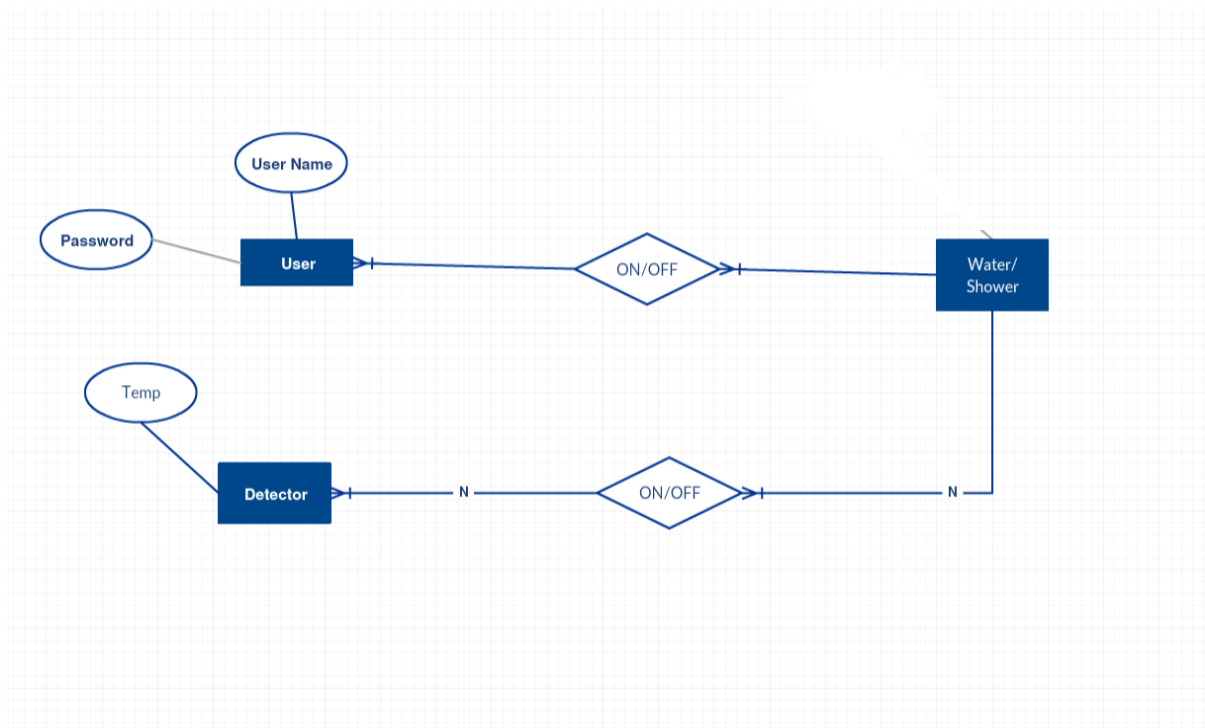 User Name
Password
User
ON/OFF
Water/
Shower
Temp
Detector
N
ON/OFF
N